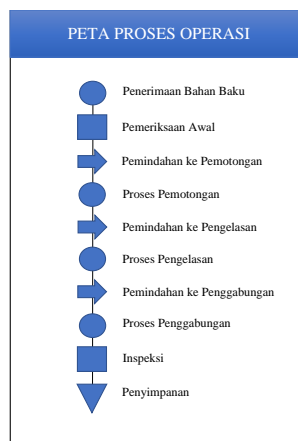 PETA PROSES OPERASI
Penerimaan Bahan Baku
Pemeriksaan Awal
Pemindahan ke Pemotongan
Proses Pemotongan
Pemindahan ke Pengelasan
Proses Pengelasan
Pemindahan ke Penggabungan
Proses Penggabungan
Inspeksi
Penyimpanan